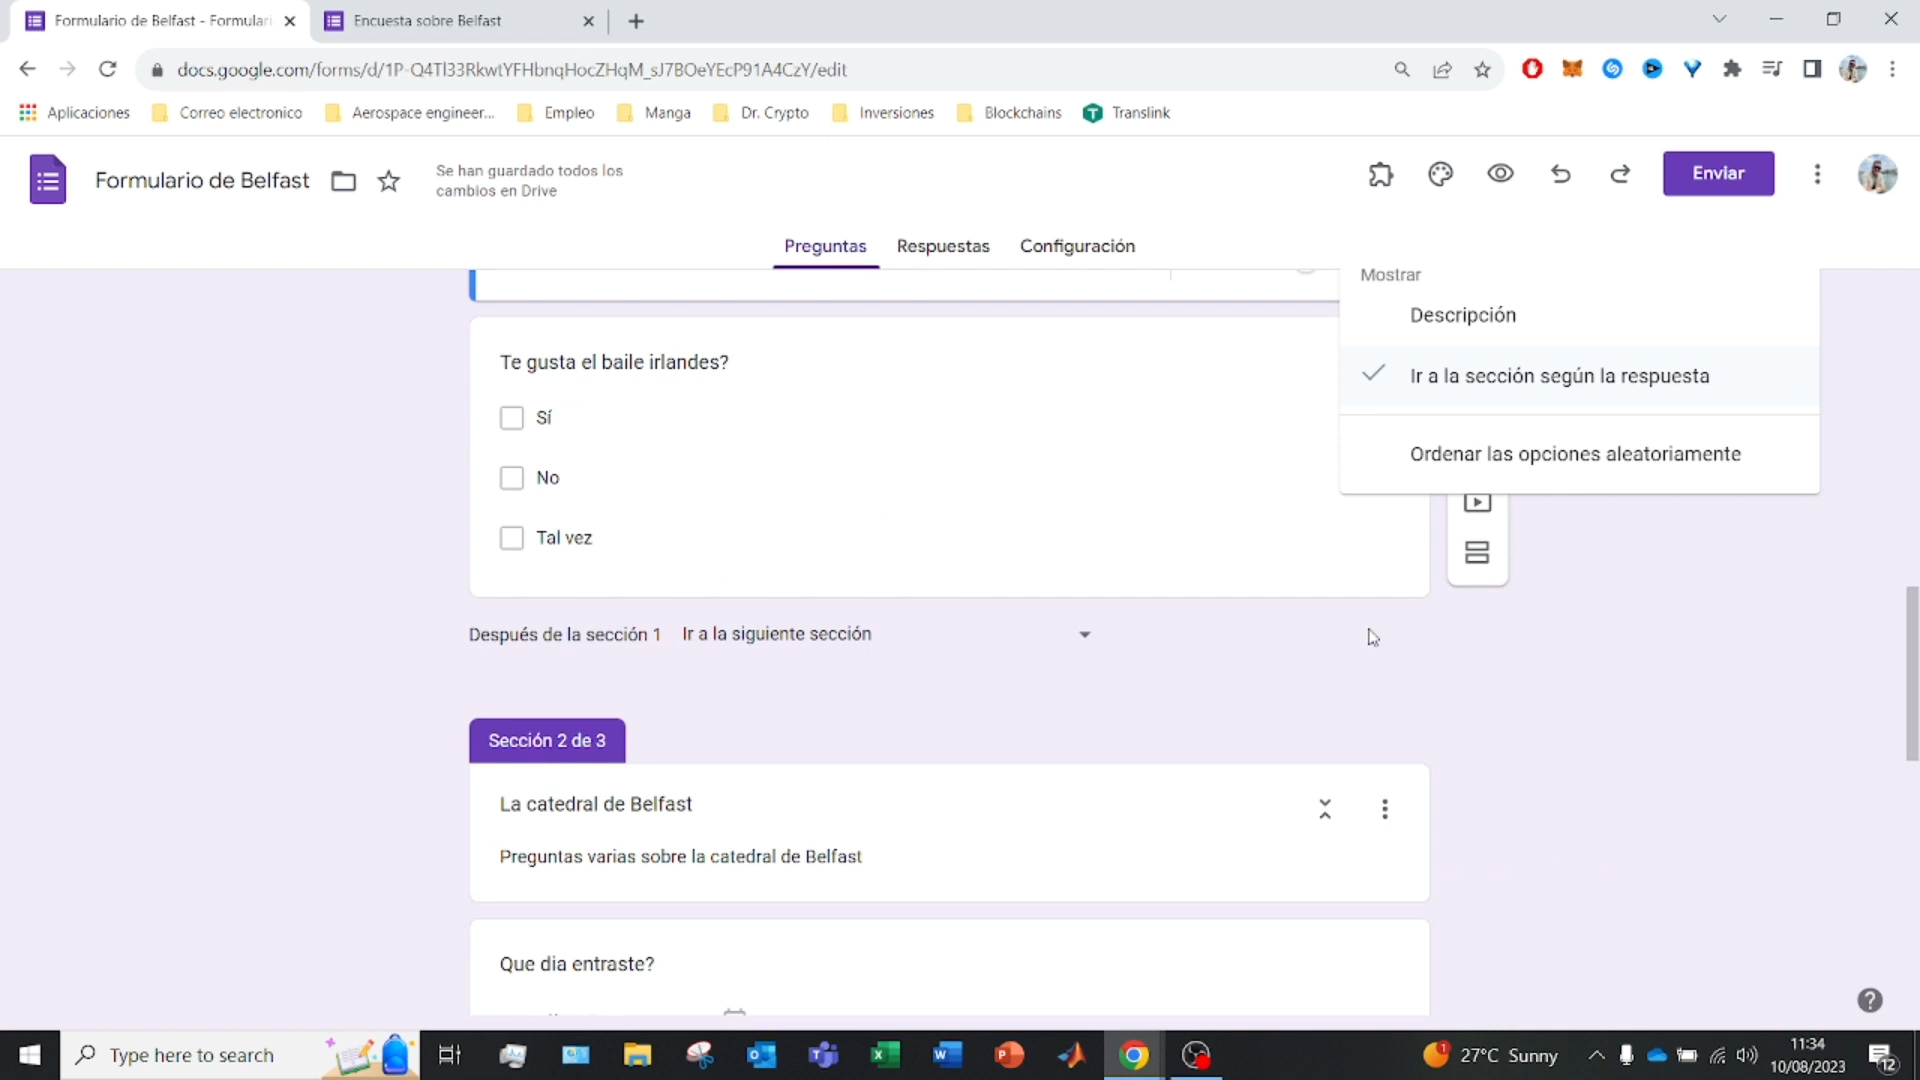 Formulario de Belfast - Formulari
Encuesta sobre Belfast
docs.google.com/forms/d/1P-Q4Tl33RkwtYFHbnqHocZHqM_sJ7BOeYEcP91A4CzY/edit
Aplicaciones
Correo electronico
Aerospace engineer...
Empleo
Manga
Dr. Crypto
Inversiones
Blockchains
Translink
Formulario de Belfast
Se han guardado todos los
cambios en Drive
Enviar
Preguntas
Respuestas
Configuración
Mostrar
Descripción
Ir a la sección según la respuesta
Ordenar las opciones aleatoriamente
Te gusta el baile irlandes?
Sí
No
Tal vez
Después de la sección 1 Ir a la siguiente sección
Sección 2 de 3
La catedral de Belfast
Preguntas varias sobre la catedral de Belfast
Que dia entraste?
Type here to search
27°C Sunny
11:34
10/08/2023
12